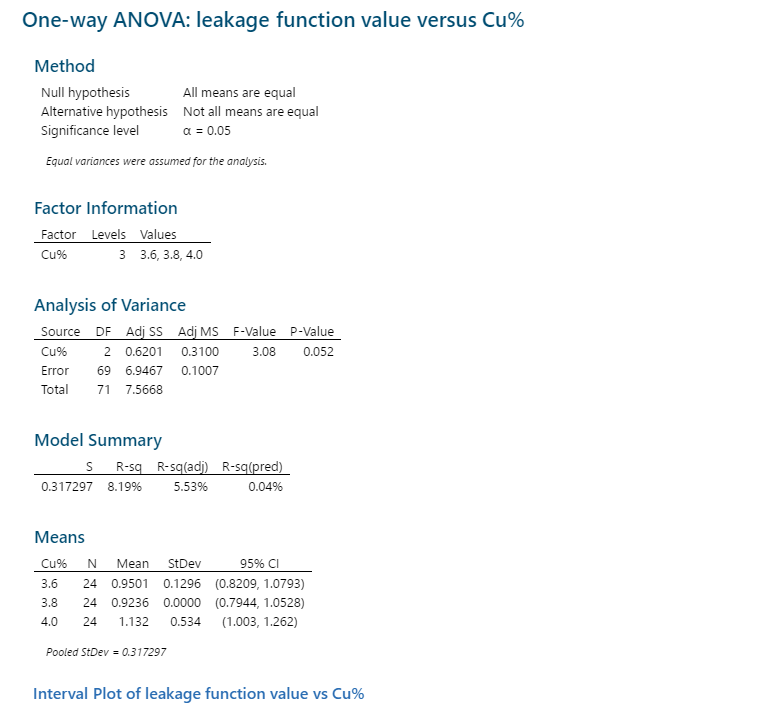 One-way ANOVA: leakage function value versus Cu%
Method
Null hypothesis All means are equal
Alternative hypothesis Not all means are equal
Significance level α = 0.05
Equal variances were assumed for the analysis.
Factor Information
Factor Levels Values
Cu% 3 3.6, 3.8, 4.0
Analysis of Variance
Source DF Adj SS Adj MS F-Value P-Value
Cu% 2 0.6201 0.3100 3.08 0.052
Error 69 6.9467 0.1007
Total 71 7.5668
Model Summary
S R-sq R-sq(adj) R-sq(pred)
0.317297 8.19% 5.53% 0.04%
Means
Cu% N Mean StDev 95% CI
3.6 24 0.9501 0.1296 (0.8209, 1.0793)
3.8 24 0.9236 0.0000 (0.7944, 1.0528)
4.0 24 1.132 0.534 (1.003, 1.262)
Pooled StDev = 0.317297
Interval Plot of leakage function value vs Cu%